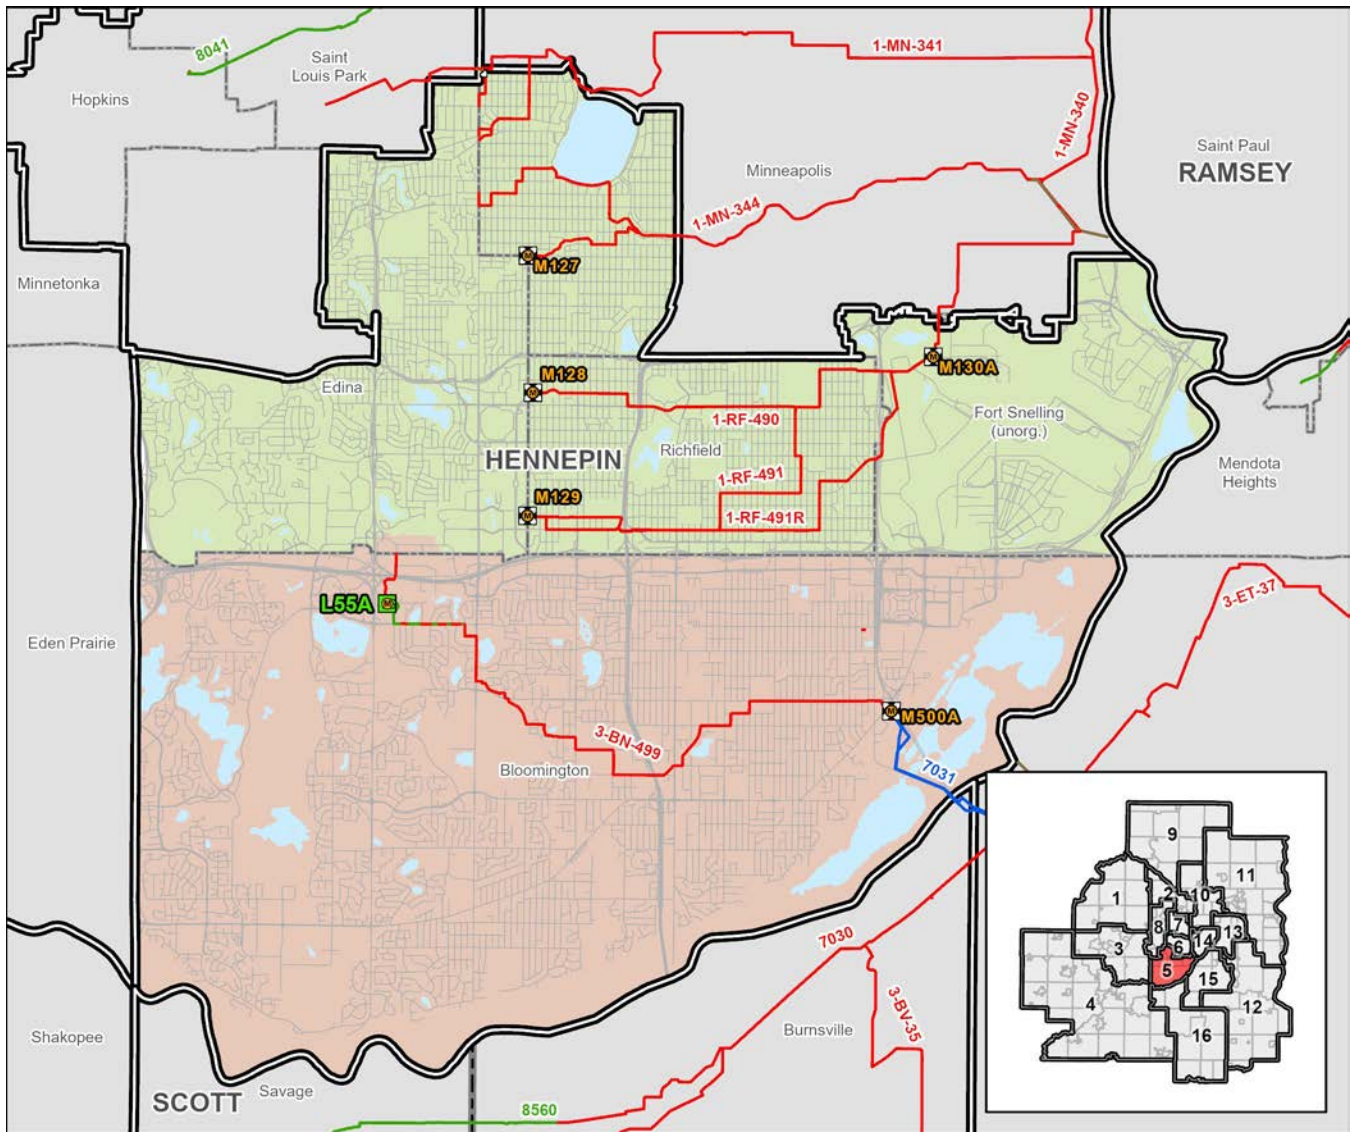 8041
Saint
Louis Park
1-MN-341
Hopkins
1-MN-340
Saint Paul
RAMSEY
Minneapolis
1-MN-344
M127
Minnetonka
M128
M130A
Edina
1-RF-490
Fort Snelling
(unorg.)
HENNEPIN
Richfield
1-RF-491
Mendota
Heights
M129
1-RF-491R
L55A
3-ET-37
Eden Prairie
M500A
3-BN-499
Bloomington
7031
9
11
1
2
10
8
7
13
3
6
14
5
15
4
12
16
7030
3-BV-35
Shakopee
Burnsville
Savage
SCOTT
8560